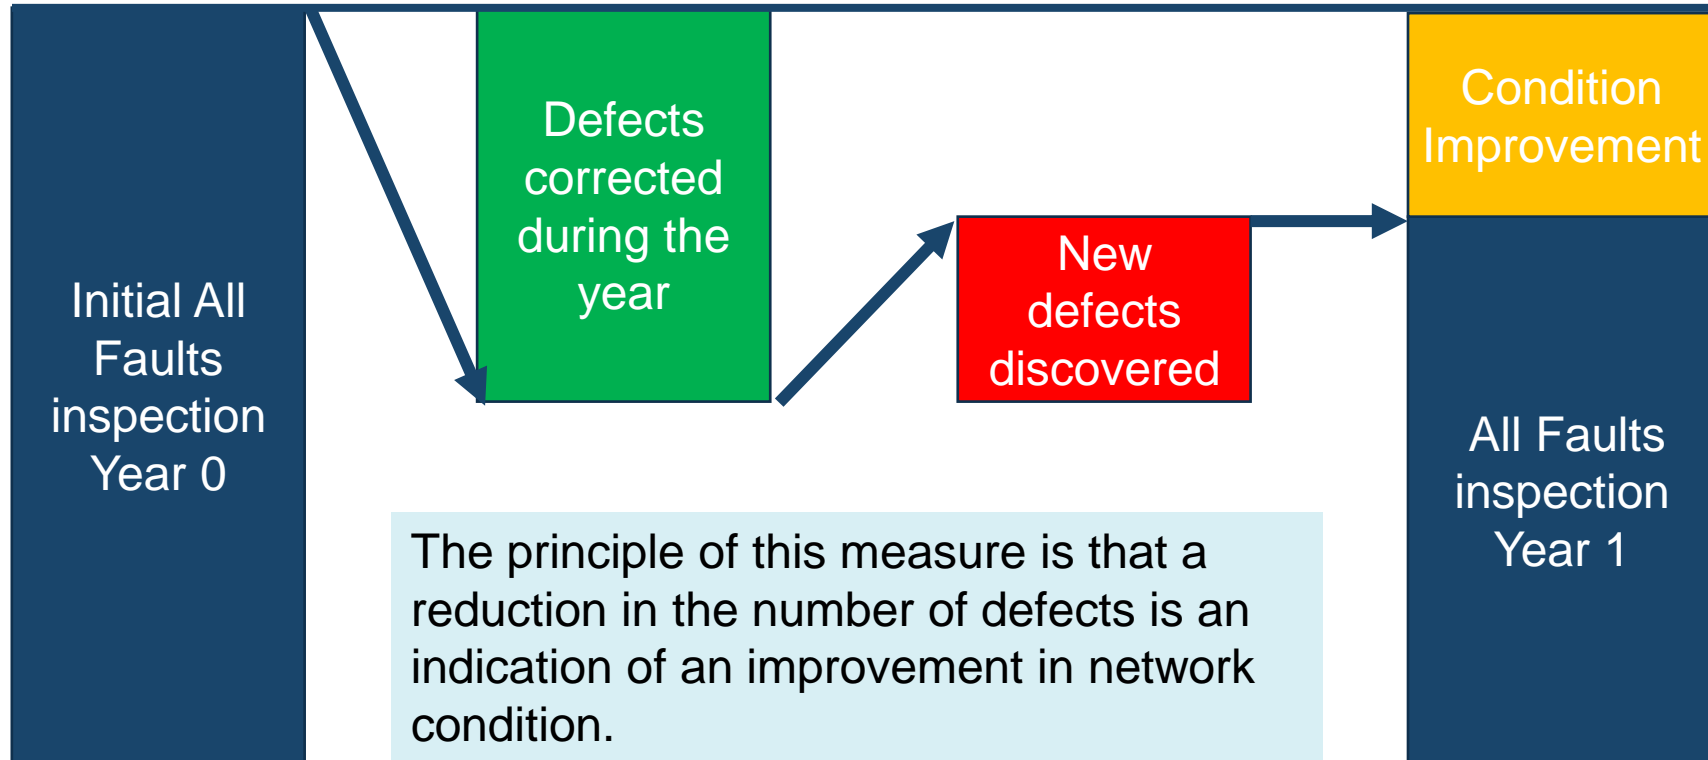 Initial All
Faults
inspection
Year 0
Defects
corrected
during the
year
New
defects
discovered
Condition
Improvement
All Faults
inspection
Year 1
The principle of this measure is that a
reduction in the number of defects is an
indication of an improvement in network
condition.